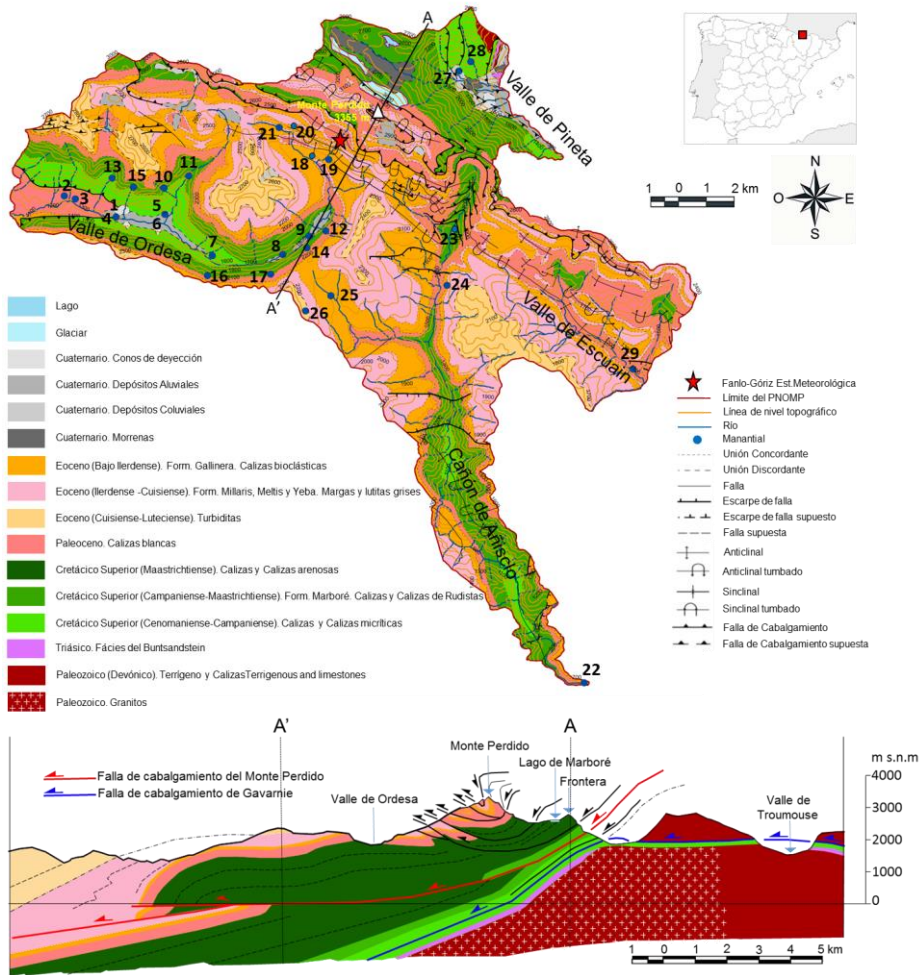 A
Monte Perdido
3355 m
28
27
Valle de Pineta
21
20
18
19
13
11
15
10
2
3
1
4
5
6
Valle de Ordesa
7
8
9
12
14
16
17
A'
23
24
25
26
Valle de Escuain
29
Cañón de Añisclo
22
N
O
E
S
1 0 1 2 km
Lago
Glaciar
Cuaternario. Conos de deyección
Cuaternario. Depósitos Aluviales
Cuaternario. Depósitos Coluviales
Cuaternario. Morrenas
Eoceno (Bajo Ilerdense). Form. Gallinera. Calizas bioclásticas
Eoceno (Ilerdense -Cuisiense). Form. Millaris, Meltis y Yeba. Margas y lutitas grises
Eoceno (Cuisiense-Luteciense). Turbiditas
Paleoceno. Calizas blancas
Cretácico Superior (Maastrichtiense). Calizas y Calizas arenosas
Cretácico Superior (Campaniense-Maastrichtiense). Form. Marboré. Calizas y Calizas de Rudistas
Cretácico Superior (Cenomaniense-Campaniense). Calizas y Calizas micríticas
Triásico. Fácies del Buntsandstein
Paleozoico (Devónico). Terrígeno y CalizasTerrigenous and limestones
Paleozoico. Granitos
Fanlo-Góriz Est.Meteorológica
Límite del PNOMP
Línea de nivel topográfico
Río
Manantial
Unión Concordante
Unión Discordante
Falla
Escarpe de falla
Escarpe de falla supuesto
Falla supuesta
Anticlinal
Anticlinal tumbado
Sinclinal
Sinclinal tumbado
Falla de Cabalgamiento
Falla de Cabalgamiento supuesta
A'
A
Falla de cabalgamiento del Monte Perdido
Falla de cabalgamiento de Gavarnie
Valle de Ordesa
Monte Perdido
Lago de Marboré
Frontera
Valle de
Troumouse
m s.n.m
4000
3000
2000
1000
0
1 0 1 2 3 4 5 km